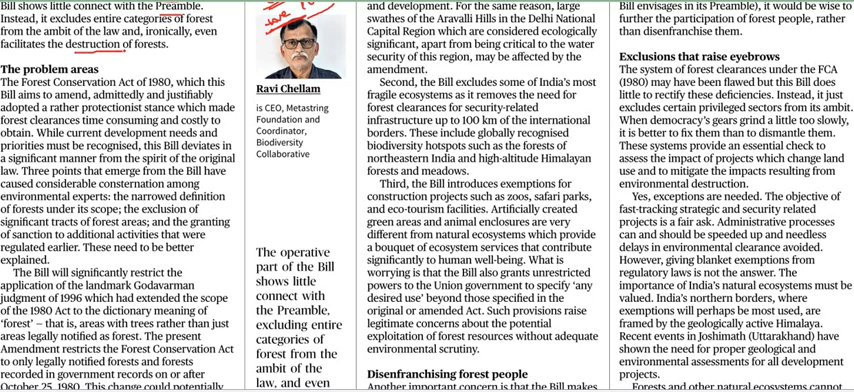 Bill shows little connect with the Preamble.
Instead, it excludes entire categories of forest
from the ambit of the law and, ironically, even
facilitates the destruction of forests.
The problem areas
The Forest Conservation Act of 1980, which this
Bill aims to amend, admittedly and justifiably
adopted a rather protectionist stance which made
forest clearances time consuming and costly to
obtain. While current development needs and
priorities must be recognised, this Bill deviates in
a significant manner from the spirit of the original
law. Three points that emerge from the Bill have
caused considerable consternation among
environmental experts: the narrowed definition
of forests under its scope; the exclusion of
significant tracts of forest areas; and the granting
of sanction to additional activities that were
regulated earlier. These need to be better
explained.
The Bill will significantly restrict the
application of the landmark Godavarman
judgment of 1996 which had extended the scope
of the 1980 Act to the dictionary meaning of
‘forest’ – that is, areas with trees rather than just
areas legally notified as forest. The present
Amendment restricts the Forest Conservation Act
to only legally notified forests and forests
recorded in government records on or after
October 25, 1980. This change could potentially
Ravi Chellam
is CEO, Metastring
Foundation and
Coordinator,
Biodiversity
Collaborative
The operative
part of the Bill
shows little
connect with
the Preamble,
excluding entire
categories of
forest from the
ambit of the
law, and even
and development. For the same reason, large
swathes of the Aravalli Hills in the Delhi National
Capital Region which are considered ecologically
significant, apart from being critical to the water
security of this region, may be affected by the
amendment.
Second, the Bill excludes some of India’s most
fragile ecosystems as it removes the need for
forest clearances for security-related
infrastructure up to 100 km of the international
borders. These include globally recognised
biodiversity hotspots such as the forests of
northeastern India and high-altitude Himalayan
forests and meadows.
Third, the Bill introduces exemptions for
construction projects such as zoos, safari parks,
and eco-tourism facilities. Artificially created
green areas and animal enclosures are very
different from natural ecosystems which provide
a bouquet of ecosystem services that contribute
significantly to human well-being. What is
worrying is that the Bill also grants unrestricted
powers to the Union government to specify ‘any
desired use’ beyond those specified in the
original or amended Act. Such provisions raise
legitimate concerns about the potential
exploitation of forest resources without adequate
environmental scrutiny.
Disenfranchising forest people
Another important concern is that the Bill makes
Bill envisages in its Preamble), it would be wise to
further the participation of forest people, rather
than disenfranchise them.
Exclusions that raise eyebrows
The system of forest clearances under the FCA
(1980) may have been flawed but this Bill does
little to rectify these deficiencies. Instead, it just
excludes certain privileged sectors from its ambit.
When democracy’s gears grind a little too slowly,
it is better to fix them than to dismantle them.
These systems provide an essential check to
assess the impact of projects which change land
use and to mitigate the impacts resulting from
environmental destruction.
Yes, exceptions are needed. The objective of
fast-tracking strategic and security related
projects is a fair ask. Administrative processes
can and should be speeded up and needless
delays in environmental clearance avoided.
However, giving blanket exemptions from
regulatory laws is not the answer. The
importance of India’s natural ecosystems must be
valued. India’s northern borders, where
exemptions will perhaps be most used, are
framed by the geologically active Himalaya.
Recent events in Joshimath (Uttarakhand) have
shown the need for proper geological and
environmental assessments for all development
projects.
Forests and other natural ecosystems cannot